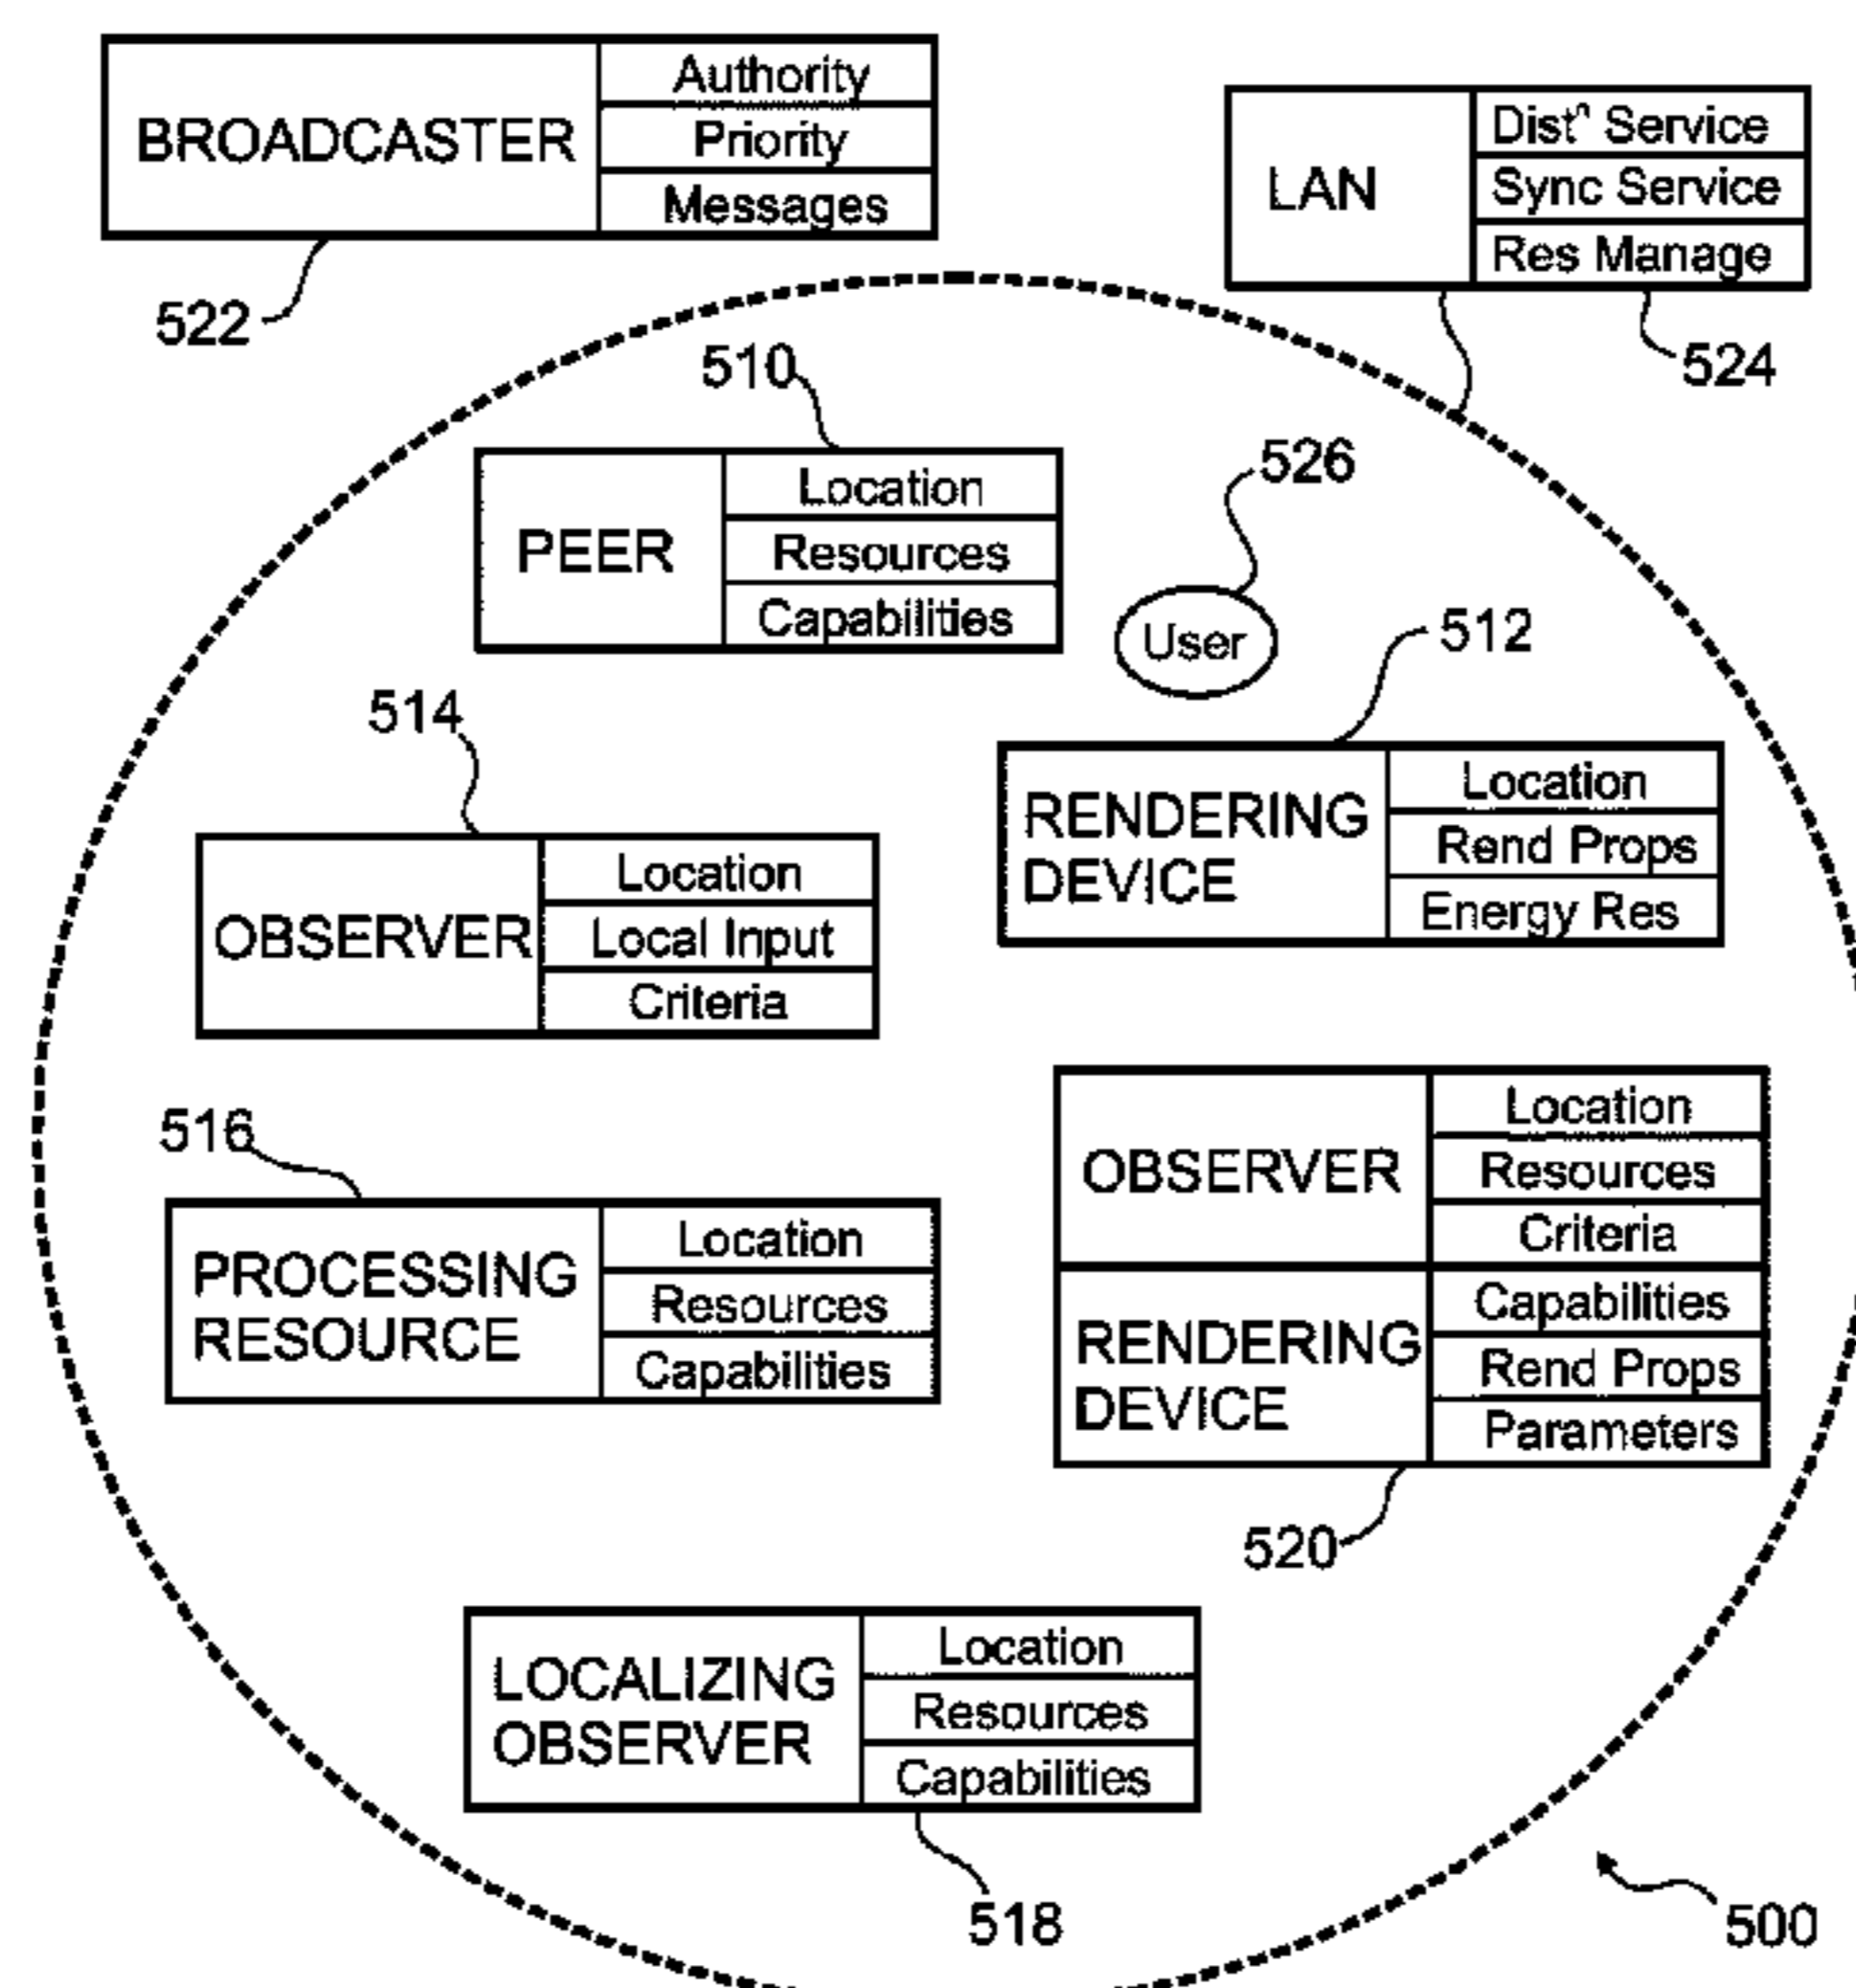 BROADCASTER
Authority
Priority
Messages
522
LAN
Distⁿ Service
Sync Service
Res Manage
524
510
PEER
Location
Resources
Capabilities
526
User
512
RENDERING
DEVICE
Location
Rend Props
Energy Res
514
OBSERVER
Location
Local Input
Criteria
516
PROCESSING
RESOURCE
Location
Resources
Capabilities
OBSERVER
Location
Resources
Criteria
RENDERING
DEVICE
Capabilities
Rend Props
Parameters
520
LOCALIZING
OBSERVER
Location
Resources
Capabilities
518
500